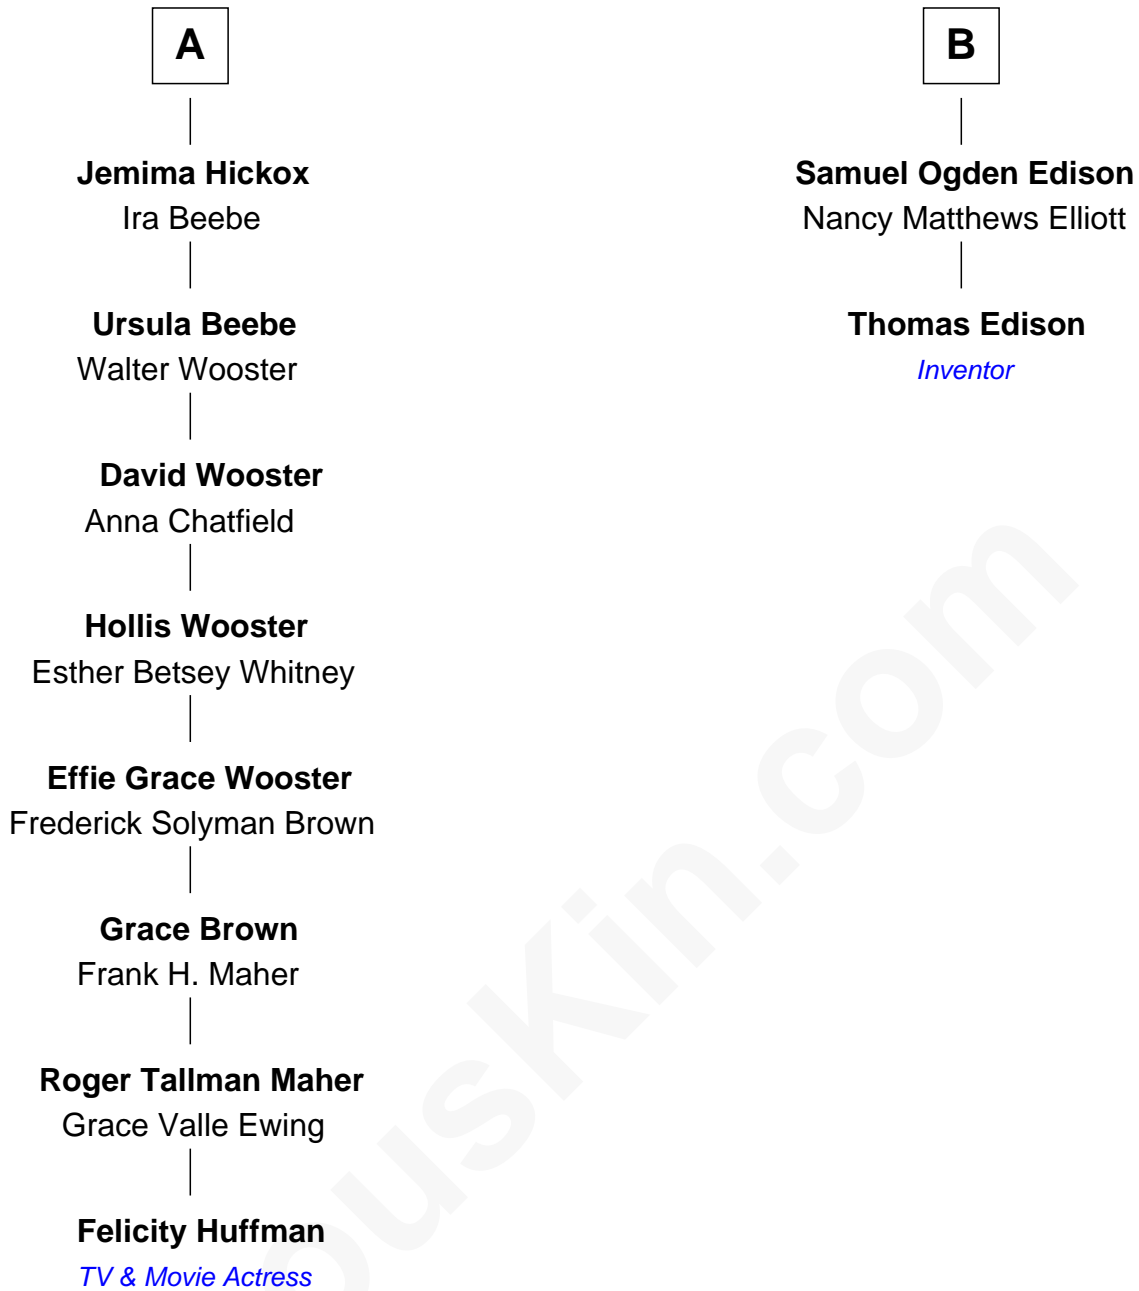 A
Jemima Hickox
Ira Beebe
Ursula Beebe
Walter Wooster
David Wooster
Anna Chatfield
Hollis Wooster
Esther Betsey Whitney
Effie Grace Wooster
Frederick Solyman Brown
Grace Brown
Frank H. Maher
Roger Tallman Maher
Grace Valle Ewing
Felicity Huffman
TV & Movie Actress
B
Samuel Ogden Edison
Nancy Matthews Elliott
Thomas Edison
Inventor
ousKin.com